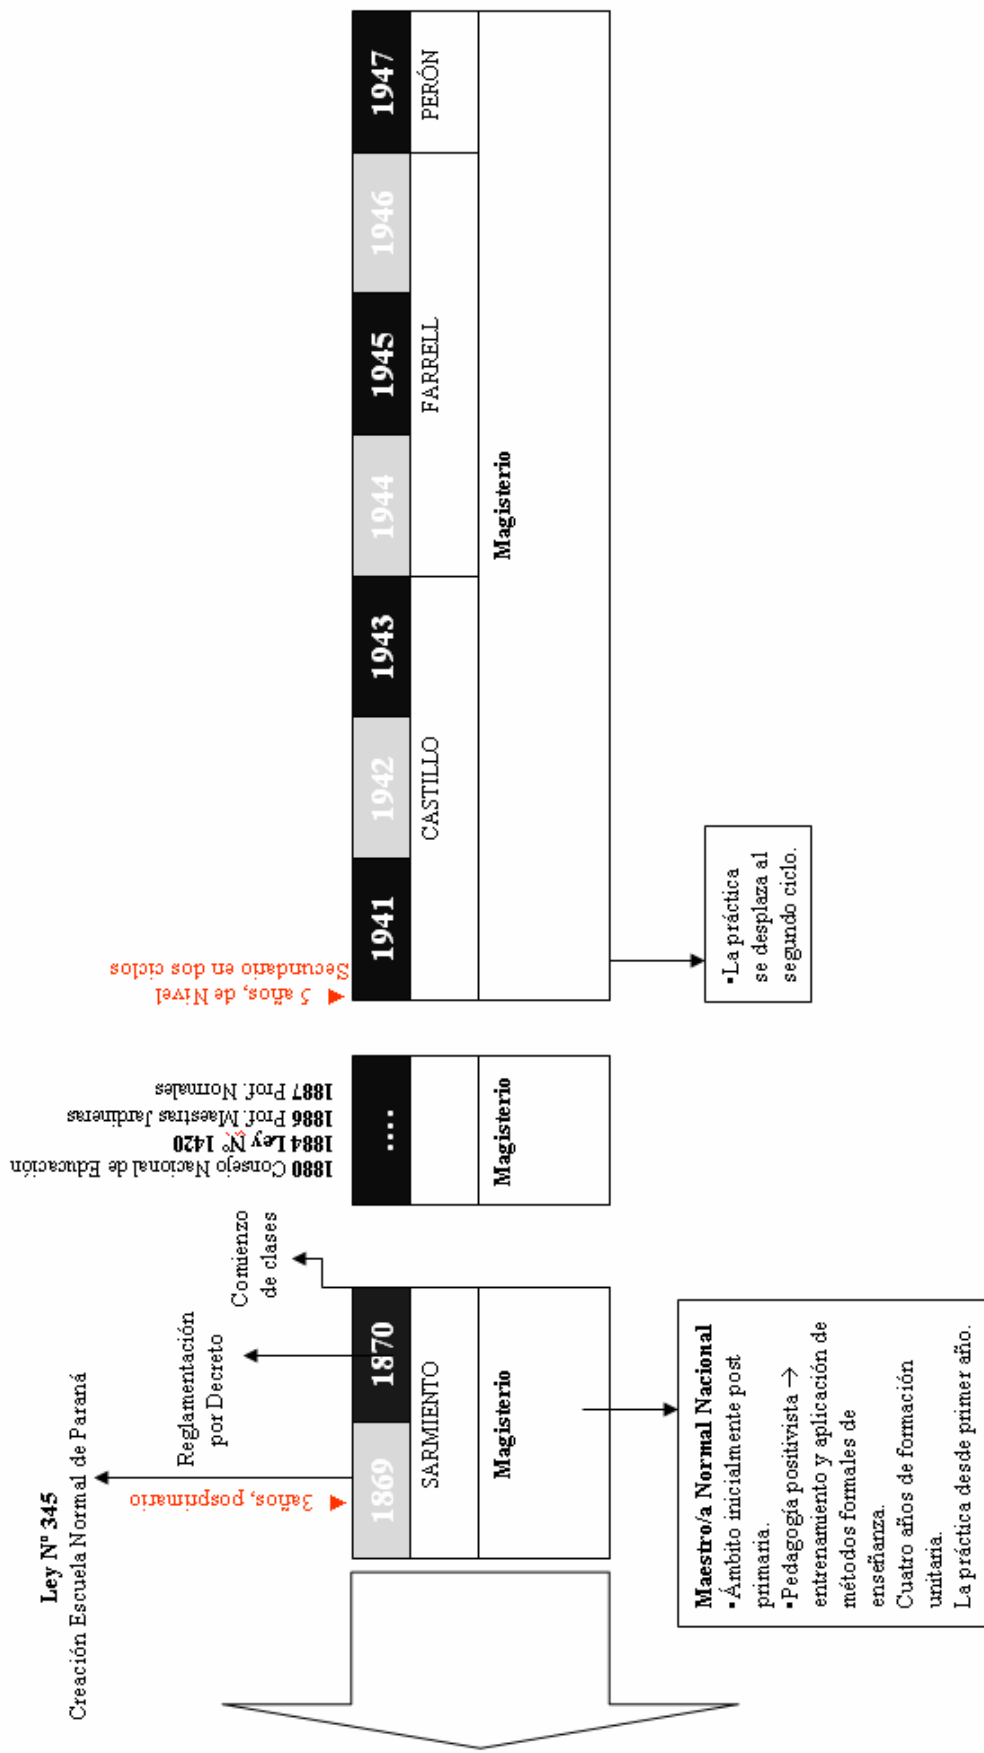 Ley N° 345
Creación Escuela Normal de Paraná
Reglamentación
por Decreto
Comienzo
de clases
3años, posprimario
1869
1870
SARMIENTO
Magisterio
Maestro/a Normal Nacional
▪Ámbito inicialmente post
primaria.
▪Pedagogía positivista →
entrenamiento y aplicación de
métodos formales de
enseñanza.
Cuatro años de formación
unitaria.
La práctica desde primer año.
1880 Consejo Nacional de Educación
1884 Ley N° 1420
1886 Prof. Maestras Jardineras
1887 Prof. Normales
....
Magisterio
5 años, de Nivel
Secundario en dos ciclos
1941
1942
1943
1944
1945
1946
1947
CASTILLO
FARRELL
PERÓN
Magisterio
▪La práctica
se desplaza al
segundo ciclo.